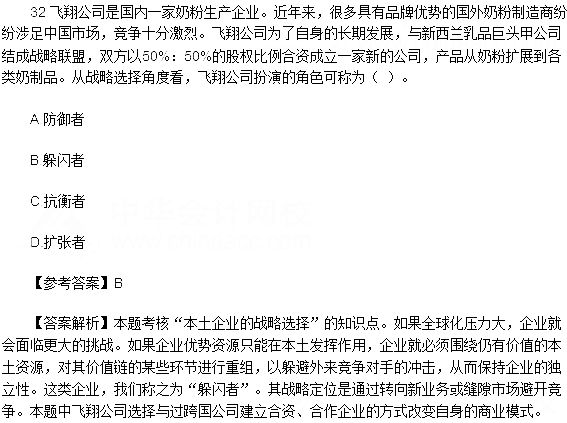 32 飞翔公司是国内一家奶粉生产企业。近年来，很多具有品牌优势的国外奶粉制造商纷
纷涉足中国市场，竞争十分激烈。飞翔公司为了自身的长期发展，与新西兰乳品巨头甲公司
结成战略联盟，双方以50%：50%的股权比例合资成立一家新的公司，产品从奶粉扩展到各
类奶制品。从战略选择角度看，飞翔公司扮演的角色可称为（ ）。
A 防御者
B 躲闪者
C 抗衡者
D.扩张者
【参考答案】B
【答案解析】本题考核“本土企业的战略选择”的知识点。如果全球化压力大，企业就
会面临更大的挑战。如果企业优势资源只能在本土发挥作用，企业就必须围绕仍有价值的本
土资源，对其价值链的某些环节进行重组，以躲避外来竞争对手的冲击，从而保持企业的独
立性。这类企业，我们称之为“躲闪者”。其战略定位是通过转向新业务或缝隙市场避开竞
争。本题中飞翔公司选择与过跨国公司建立合资、合作企业的方式改变自身的商业模式。